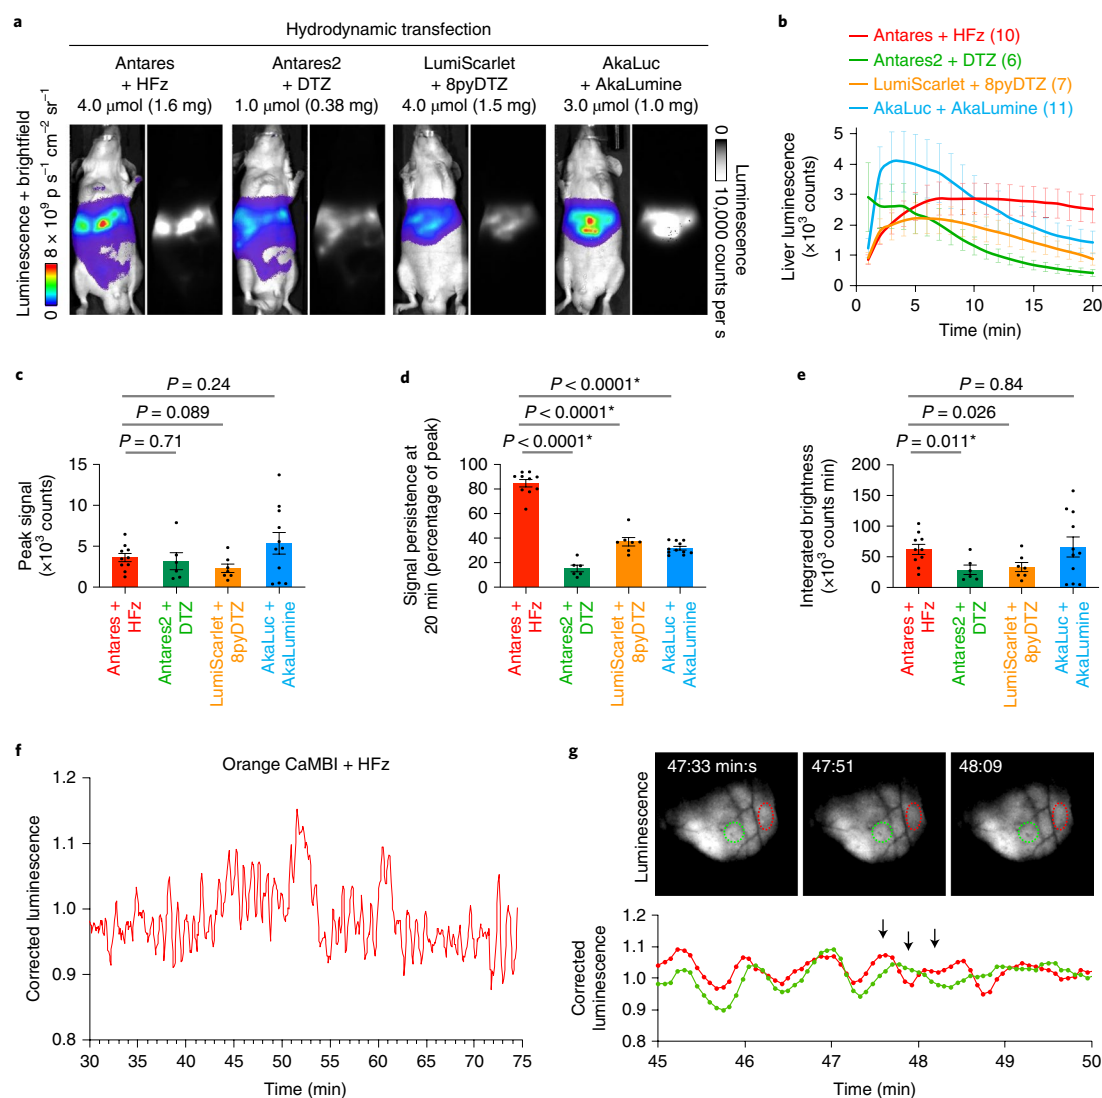 a
Hydrodynamic transfection
Antares
+ HFz
4.0 μmol (1.6 mg)
Antares2
+ DTZ
1.0 μmol (0.38 mg)
LumiScarlet
+ 8pyDTZ
4.0 μmol (1.5 mg)
AkaLuc
+ AkaLumine
3.0 μmol (1.0 mg)
Luminescence + brightfield
0 8 × 10⁹ p s⁻¹ cm⁻² sr⁻¹
0 10,000 counts per s
Luminescence
b
Antares + HFz (10)
Antares2 + DTZ (6)
LumiScarlet + 8pyDTZ (7)
AkaLuc + AkaLumine (11)
Liver luminescence
(×10³ counts)
5
4
3
2
1
0
0 5 10 15 20
Time (min)
c
P = 0.24
P = 0.089
P = 0.71
Peak signal
(×10³ counts)
15
10
5
0
Antares +
HFz
Antares2 +
DTZ
LumiScarlet +
8pyDTZ
AkaLuc +
AkaLumine
d
P < 0.0001*
P < 0.0001*
P < 0.0001*
Signal persistence at
20 min (percentage of peak)
100
80
60
40
20
0
Antares +
HFz
Antares2 +
DTZ
LumiScarlet +
8pyDTZ
AkaLuc +
AkaLumine
e
P = 0.84
P = 0.026
P = 0.011*
Integrated brightness
(×10³ counts min)
200
150
100
50
0
Antares +
HFz
Antares2 +
DTZ
LumiScarlet +
8pyDTZ
AkaLuc +
AkaLumine
f
Orange CaMBI + HFz
Corrected luminescence
1.2
1.1
1.0
0.9
0.8
30 35 40 45 50 55 60 65 70 75
Time (min)
g
Luminescence
47:33 min:s
47:51
48:09
Corrected
luminescence
1.2
1.1
1.0
0.9
0.8
45 46 47 48 49 50
Time (min)